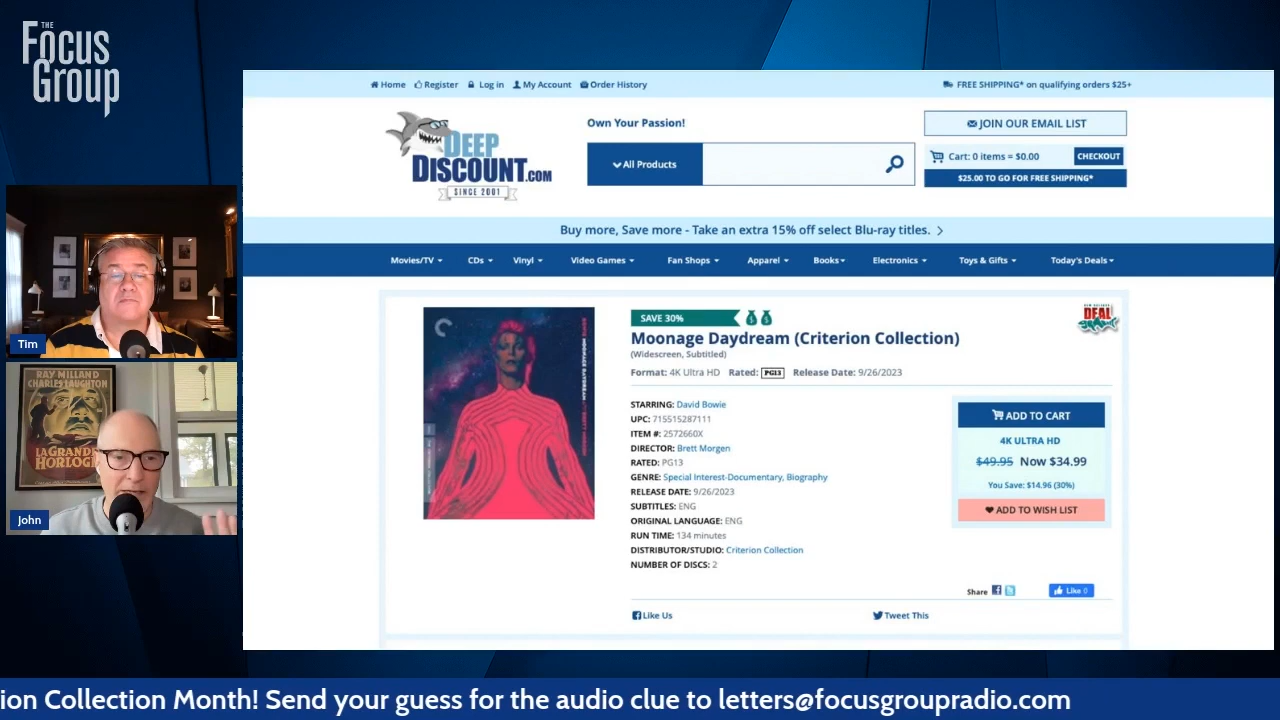 THE
Focus
Group
Home Register Log in My Account Order History
FREE SHIPPING* on qualifying orders $25+
DEEP
DISCOUNT.COM
SINCE 2001
Own Your Passion!
All Products
JOIN OUR EMAIL LIST
Cart: 0 items = $0.00 CHECKOUT
$25.00 TO GO FOR FREE SHIPPING*
Buy more, Save more - Take an extra 15% off select Blu-ray titles.
Movies/TV CDs Vinyl Video Games Fan Shops Apparel Books Electronics Toys & Gifts Today's Deals
SAVE 30%
DEAL
Moonage Daydream (Criterion Collection)
(Widescreen, Subtitled)
Format: 4K Ultra HD Rated: PG13 Release Date: 9/26/2023
STARRING: David Bowie
UPC: 715515287111
ITEM #: 2572660X
DIRECTOR: Brett Morgen
RATED: PG13
GENRE: Special Interest-Documentary, Biography
RELEASE DATE: 9/26/2023
SUBTITLES: ENG
ORIGINAL LANGUAGE: ENG
RUN TIME: 134 minutes
DISTRIBUTOR/STUDIO: Criterion Collection
NUMBER OF DISCS: 2
ADD TO CART
4K ULTRA HD
$49.95 Now $34.99
You Save: $14.96 (30%)
ADD TO WISH LIST
Share
Like 0
Like Us
Tweet This
Tim
RAY MILLAND
CHARLES LAUGHTON
LA GRANDE
HORLOGE
John
ion Collection Month! Send your guess for the audio clue to letters@focusgroupradio.com